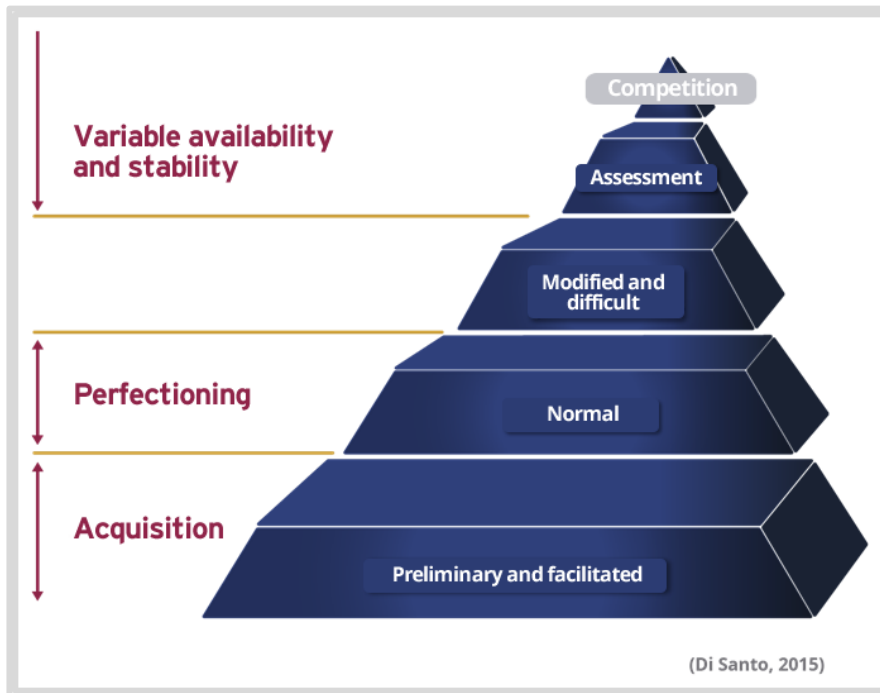 Competition
Variable availability
and stability
Assessment
Modified and
difficult
Perfectioning
Normal
Acquisition
Preliminary and facilitated
(Di Santo, 2015)